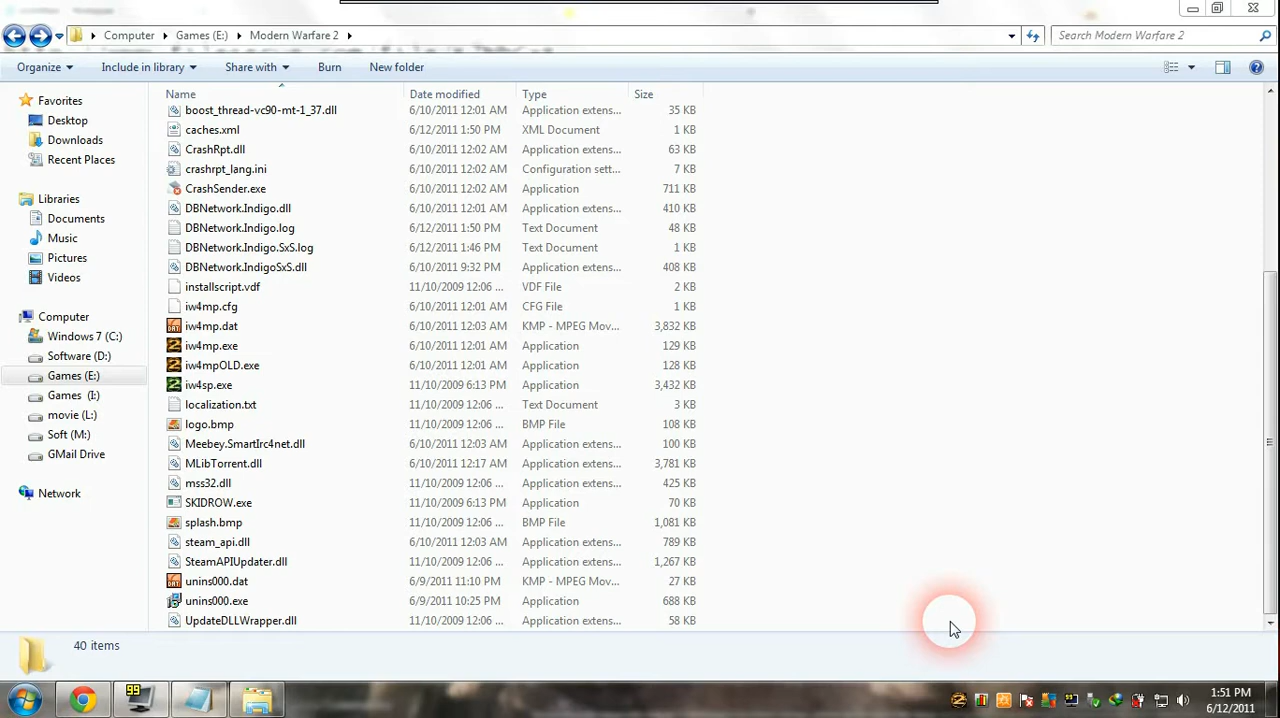 Computer Games (E:) Modern Warfare 2 Search Modern Warfare 2
Organize Include in library Share with Burn New folder
Name Date modified Type Size
Favorites
Desktop
Downloads
Recent Places
Libraries
Documents
Music
Pictures
Videos
Computer
Windows 7 (C:)
Software (D:)
Games (E:)
Games (I:)
movie (L:)
Soft (M:)
GMail Drive
Network
boost_thread-vc90-mt-1_37.dll 6/10/2011 12:01 AM Application extens... 35 KB
caches.xml 6/12/2011 1:50 PM XML Document 1 KB
CrashRpt.dll 6/10/2011 12:02 AM Application extens... 63 KB
crashrpt_lang.ini 6/10/2011 12:02 AM Configuration sett... 7 KB
CrashSender.exe 6/10/2011 12:02 AM Application 711 KB
DBNetwork.Indigo.dll 6/10/2011 12:01 AM Application extens... 410 KB
DBNetwork.Indigo.log 6/12/2011 1:50 PM Text Document 48 KB
DBNetwork.Indigo.SxS.log 6/12/2011 1:46 PM Text Document 1 KB
DBNetwork.IndigoSxS.dll 6/10/2011 9:32 PM Application extens... 408 KB
installscript.vdf 11/10/2009 12:06 ... VDF File 2 KB
iw4mp.cfg 6/10/2011 12:01 AM CFG File 1 KB
iw4mp.dat 6/10/2011 12:03 AM KMP - MPEG Mov... 3,832 KB
iw4mp.exe 6/10/2011 12:01 AM Application 129 KB
iw4mpOLD.exe 6/10/2011 12:01 AM Application 128 KB
iw4sp.exe 11/10/2009 6:13 PM Application 3,432 KB
localization.txt 11/10/2009 12:06 ... Text Document 3 KB
logo.bmp 11/10/2009 12:06 ... BMP File 108 KB
Meebey.SmartIrc4net.dll 6/10/2011 12:03 AM Application extens... 100 KB
MLibTorrent.dll 6/10/2011 12:17 AM Application extens... 3,781 KB
mss32.dll 11/10/2009 12:06 ... Application extens... 425 KB
SKIDROW.exe 11/10/2009 6:13 PM Application 70 KB
splash.bmp 11/10/2009 12:06 ... BMP File 1,081 KB
steam_api.dll 6/10/2011 12:03 AM Application extens... 789 KB
SteamAPIUpdater.dll 11/10/2009 12:06 ... Application extens... 1,267 KB
unins000.dat 6/9/2011 11:10 PM KMP - MPEG Mov... 27 KB
unins000.exe 6/9/2011 10:25 PM Application 688 KB
UpdateDLLWrapper.dll 11/10/2009 12:06 ... Application extens... 58 KB
40 items
99
1:51 PM
6/12/2011